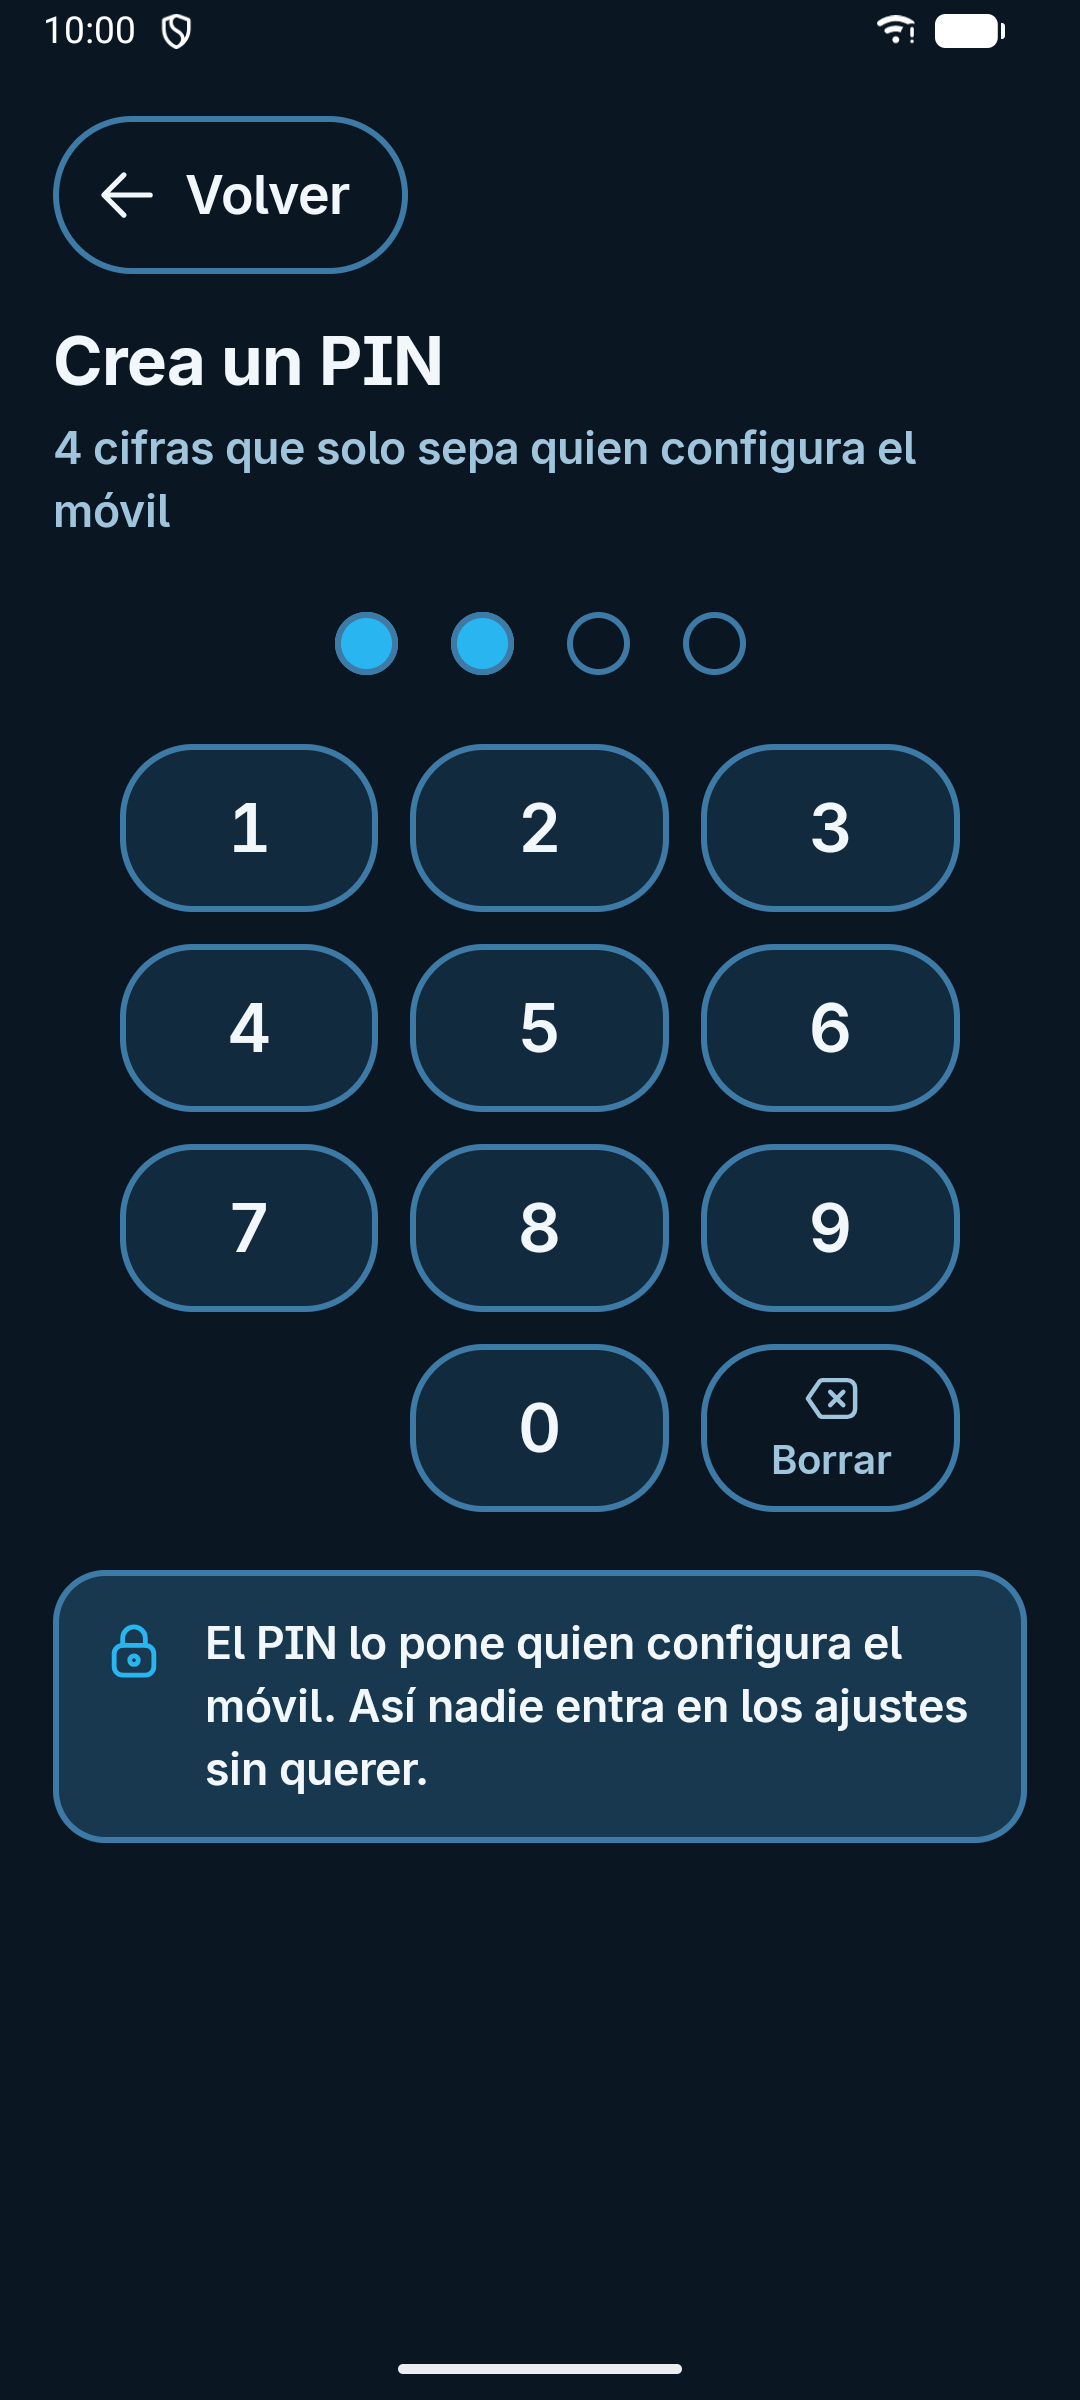 10:00
Volver
Crea un PIN
4 cifras que solo sepa quien configura el
móvil
1
2
3
4
5
6
7
8
9
0
Borrar
El PIN lo pone quien configura el
móvil. Así nadie entra en los ajustes
sin querer.